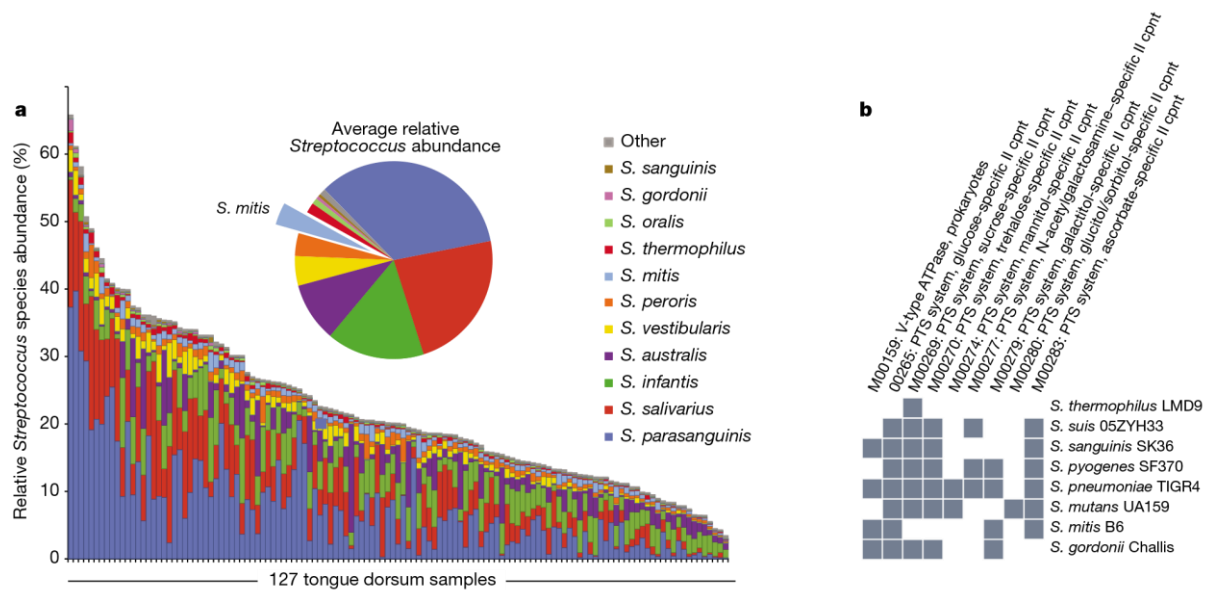 a
Relative Streptococcus species abundance (%)
60
50
40
30
20
10
0
127 tongue dorsum samples
Average relative
Streptococcus abundance
S. mitis
Other
S. sanguinis
S. gordonii
S. oralis
S. thermophilus
S. mitis
S. peroris
S. vestibularis
S. australis
S. infantis
S. salivarius
S. parasanguinis
b
M00159: V-type ATPase, prokaryotes
00265: PTS system, glucose-specific II cpnt
M00269: PTS system, sucrose-specific II cpnt
M00270: PTS system, trehalose-specific II cpnt
M00274: PTS system, mannitol-specific II cpnt
M00277: PTS system, N-acetylgalactosamine–specific II cpnt
M00279: PTS system, galactitol-specific II cpnt
M00280: PTS system, glucitol/sorbitol-specific II cpnt
M00283: PTS system, ascorbate-specific II cpnt
S. thermophilus LMD9
S. suis 05ZYH33
S. sanguinis SK36
S. pyogenes SF370
S. pneumoniae TIGR4
S. mutans UA159
S. mitis B6
S. gordonii Challis